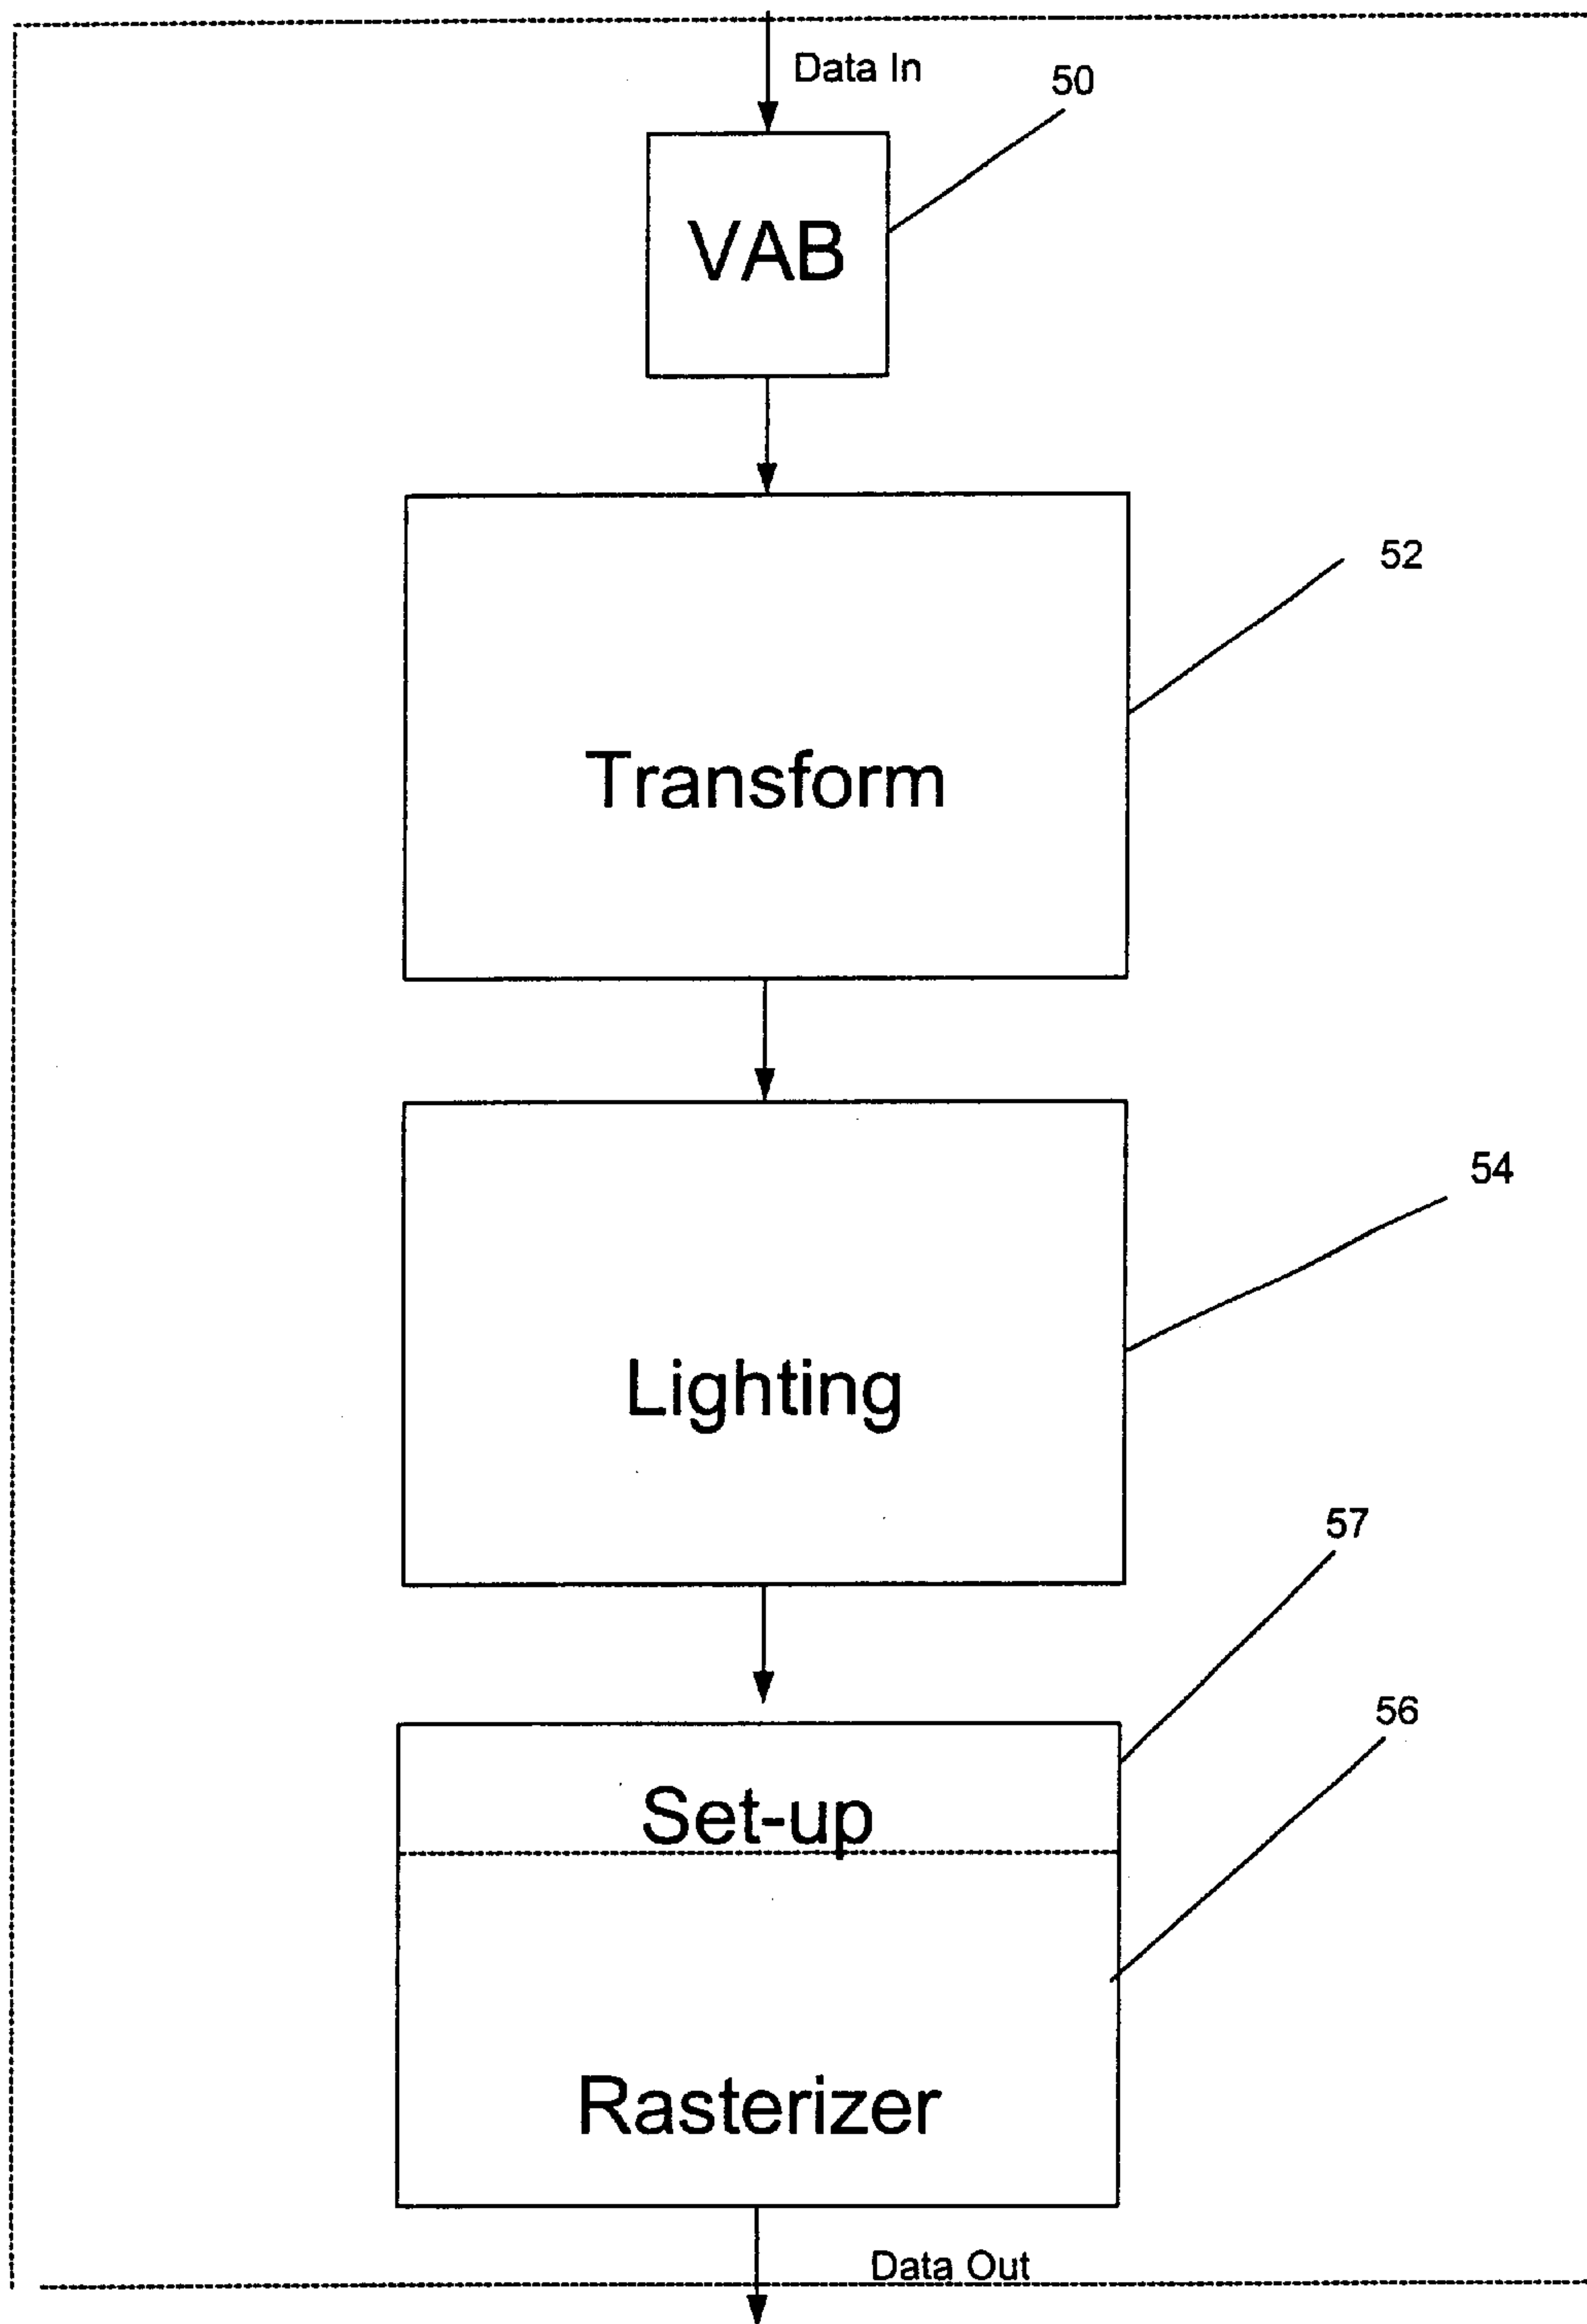 Data In
50
VAB
52
Transform
54
Lighting
57
Set-up
56
Rasterizer
Data Out